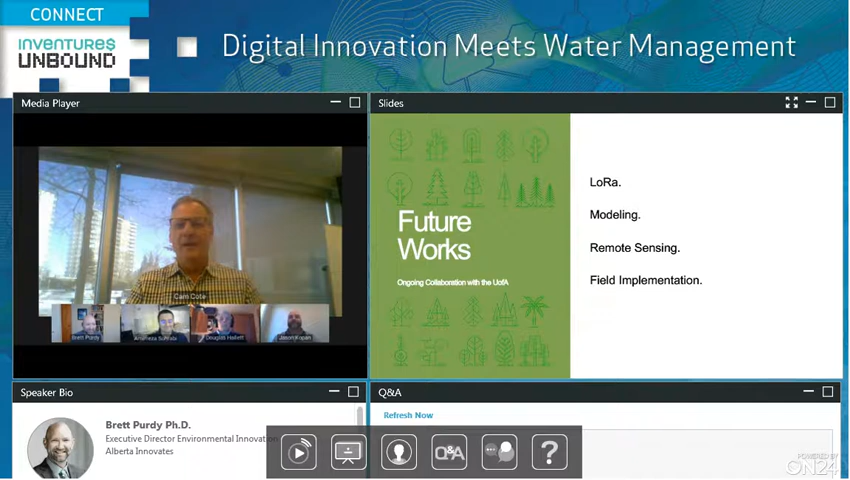 CONNECT
INVENTURES
UNBOUND
Digital Innovation Meets Water Management
Media Player
Slides
Cam Cote
Brett Purdy
Douglas Hallett
Jason
Future
Works
Ongoing Collaboration with the UofA
LoRa.
Modeling.
Remote Sensing.
Field Implementation.
Speaker Bio
Q&A
Refresh Now
Brett Purdy Ph.D.
Executive Director Environmental Innovation
Alberta Innovates
Q&A
?
POWERED BY
ON24